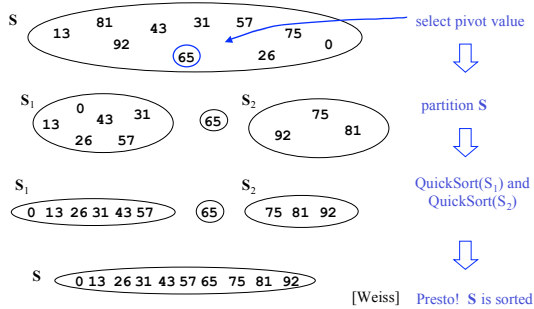 S
81
31
57
select pivot value
13
43
75
92
65
26
0
S1
S2
0
13
43
31
65
75
partition S
26
57
92
81
S1
S2
QuickSort(S1) and
QuickSort(S2)
0 13 26 31 43 57
65
75 81 92
S
0 13 26 31 43 57 65 75 81 92
[Weiss]
Presto! S is sorted